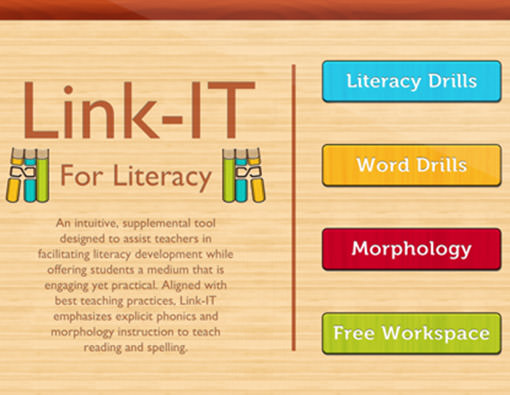 Link-IT
For Literacy
An intuitive, supplemental tool
designed to assist teachers in
facilitating literacy development while
offering students a medium that is
engaging yet practical. Aligned with
best teaching practices, Link-IT
emphasizes explicit phonics and
morphology instruction to teach
reading and spelling.
Literacy Drills
Word Drills
Morphology
Free Workspace